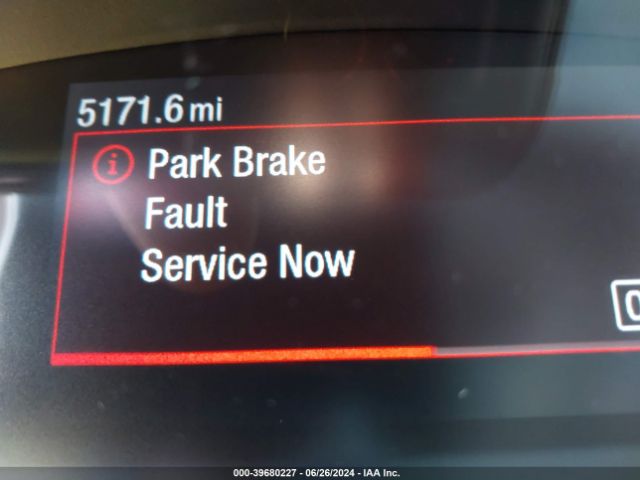 5171.6 mi
Park Brake
Fault
Service Now
000-39680227 - 06/26/2024 - IAA Inc.